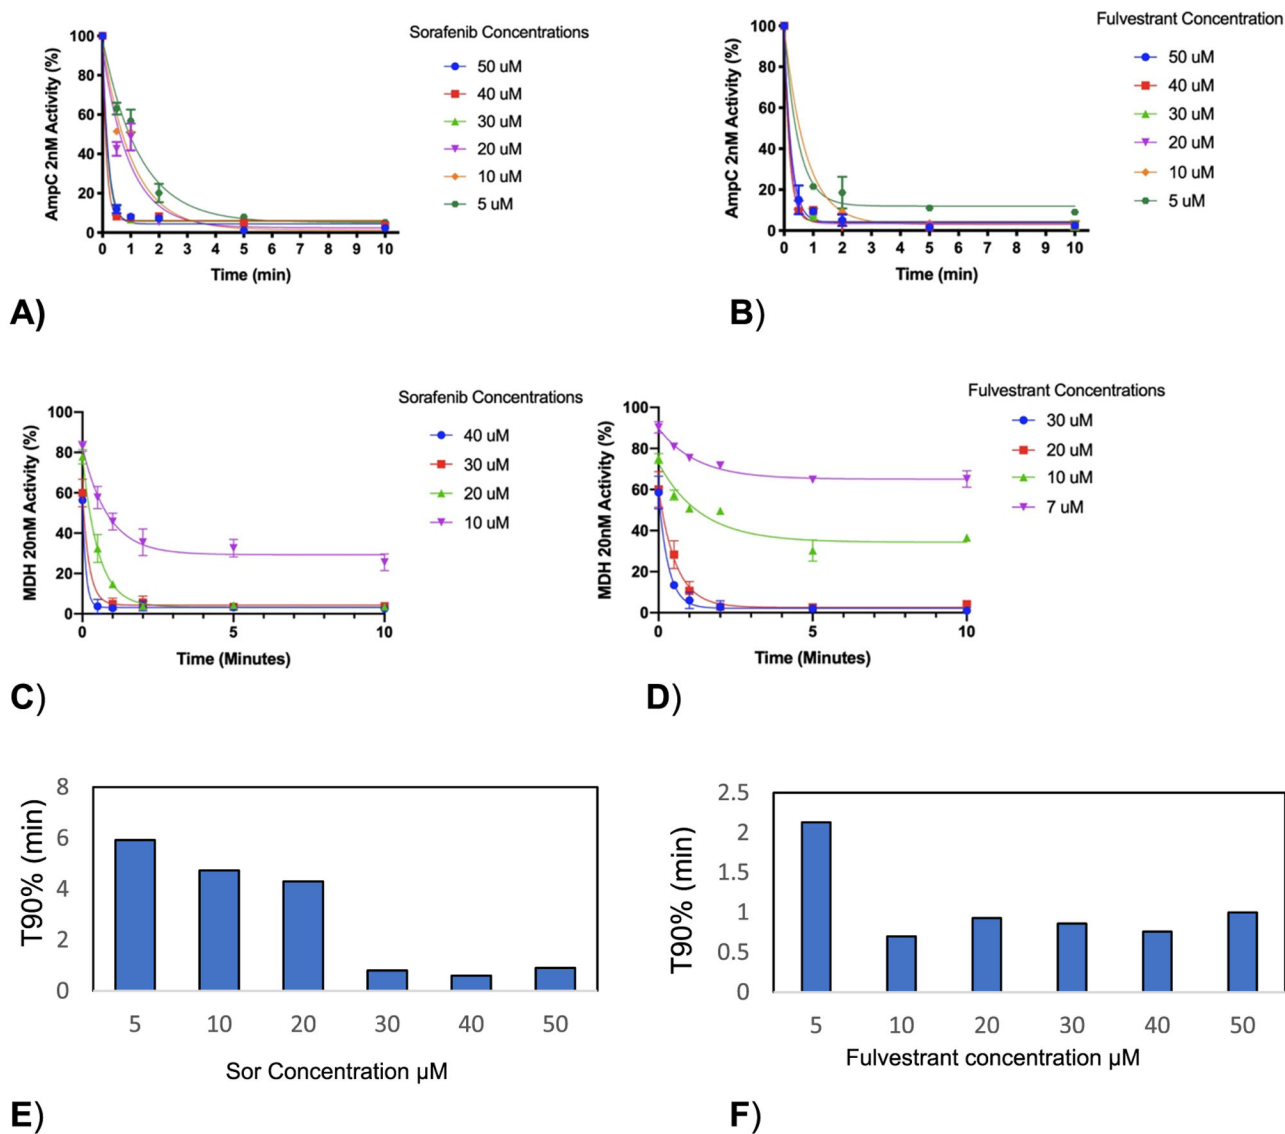 Sorafenib Concentrations
50 uM
40 uM
30 uM
20 uM
10 uM
5 uM
AmpC 2nM Activity (%)
100
80
60
40
20
0
0 1 2 3 4 5 6 7 8 9 10
Time (min)
A)
Fulvestrant Concentration
50 uM
40 uM
30 uM
20 uM
10 uM
5 uM
AmpC 2nM Activity (%)
100
80
60
40
20
0
0 1 2 3 4 5 6 7 8 9 10
Time (min)
B)
Sorafenib Concentrations
40 uM
30 uM
20 uM
10 uM
MDH 20nM Activity (%)
100
80
60
40
20
0
0 5 10
Time (Minutes)
C)
Fulvestrant Concentrations
30 uM
20 uM
10 uM
7 uM
MDH 20nM Activity (%)
100
80
60
40
20
0
0 5 10
Time (Minutes)
D)
T90% (min)
8
6
4
2
0
5 10 20 30 40 50
Sor Concentration µM
E)
T90% (min)
2.5
2
1.5
1
0.5
0
5 10 20 30 40 50
Fulvestrant concentration µM
F)